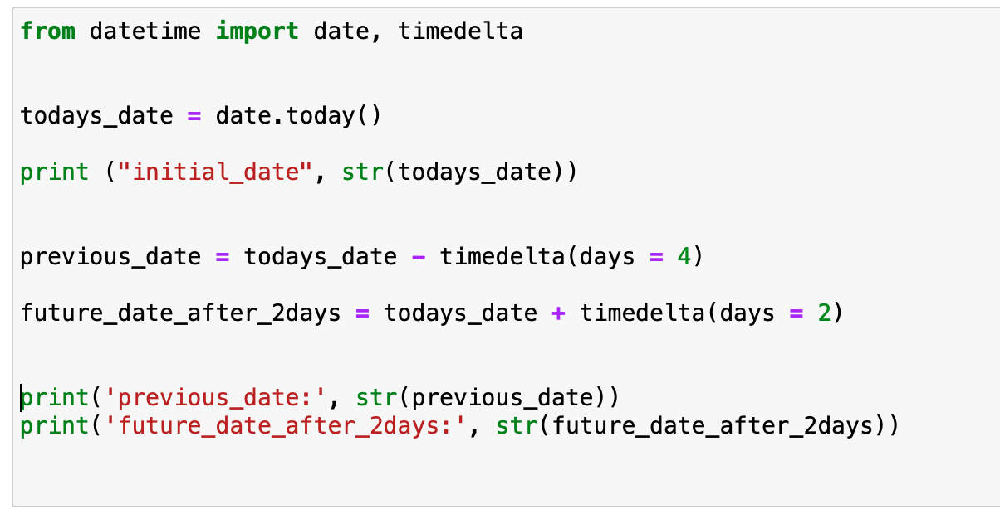 from datetime import date, timedelta
todays_date = date.today()
print ("initial_date", str(todays_date))
previous_date = todays_date - timedelta(days = 4)
future_date_after_2days = todays_date + timedelta(days = 2)
print('previous_date:', str(previous_date))
print('future_date_after_2days:', str(future_date_after_2days))